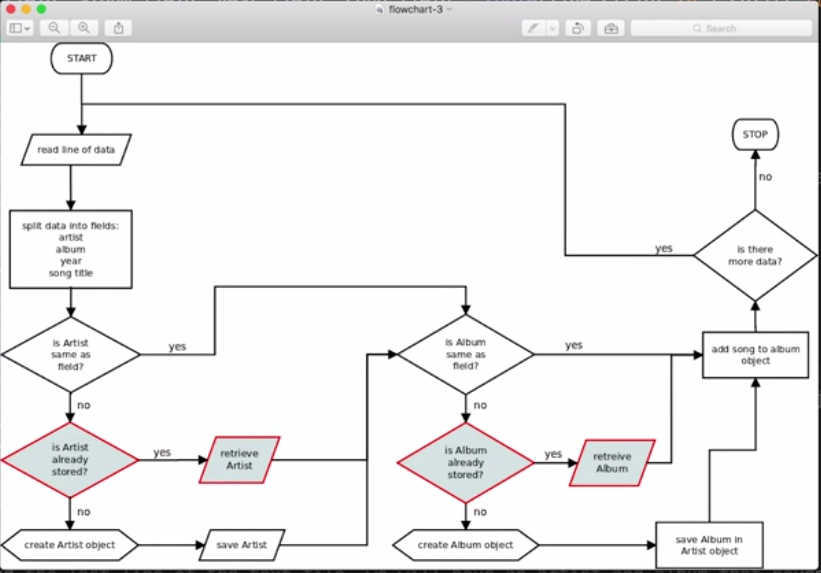 flowchart-3
Search
START
read line of data
split data into fields:
artist
album
year
song title
is Artist
same as
field?
yes
no
is Artist
already
stored?
yes
retrieve
Artist
no
create Artist object
save Artist
is Album
same as
field?
yes
no
is Album
already
stored?
yes
retreive
Album
no
create Album object
save Album in
Artist object
add song to album
object
is there
more data?
yes
no
STOP